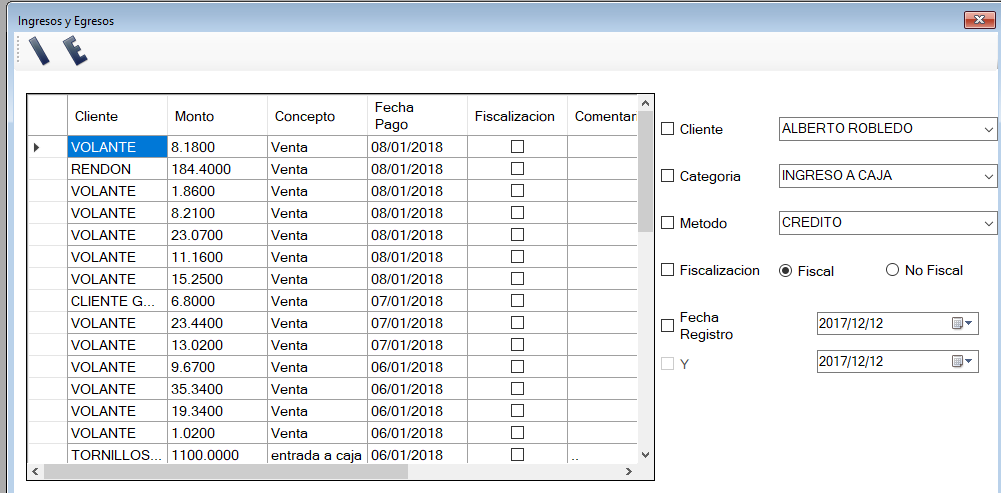 Ingresos y Egresos
I E
Cliente Monto Concepto Fecha Pago Fiscalizacion Comentar
VOLANTE 8.1800 Venta 08/01/2018
RENDON 184.4000 Venta 08/01/2018
VOLANTE 1.8600 Venta 08/01/2018
VOLANTE 8.2100 Venta 08/01/2018
VOLANTE 23.0700 Venta 08/01/2018
VOLANTE 11.1600 Venta 08/01/2018
VOLANTE 15.2500 Venta 08/01/2018
CLIENTE G... 6.8000 Venta 07/01/2018
VOLANTE 23.4400 Venta 07/01/2018
VOLANTE 13.0200 Venta 07/01/2018
VOLANTE 9.6700 Venta 06/01/2018
VOLANTE 35.3400 Venta 06/01/2018
VOLANTE 19.3400 Venta 06/01/2018
VOLANTE 1.0200 Venta 06/01/2018
TORNILLOS... 1100.0000 entrada a caja 06/01/2018 ..
Cliente ALBERTO ROBLEDO
Categoria INGRESO A CAJA
Metodo CREDITO
Fiscalizacion Fiscal No Fiscal
Fecha Registro 2017/12/12
Y 2017/12/12